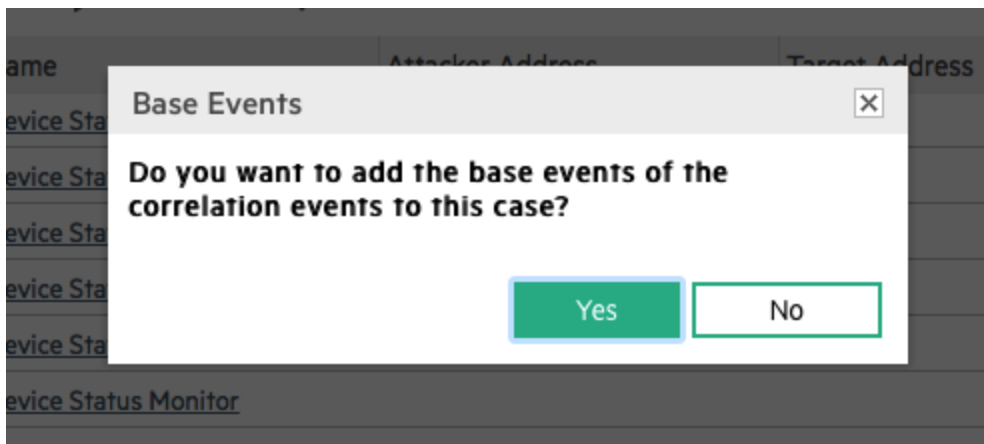 ame Attacker Address Target Address
Base Events
evice Sta
Do you want to add the base events of the
evice Sta
correlation events to this case?
evice Sta
evice Sta
Yes No
evice Sta
evice Status Monitor